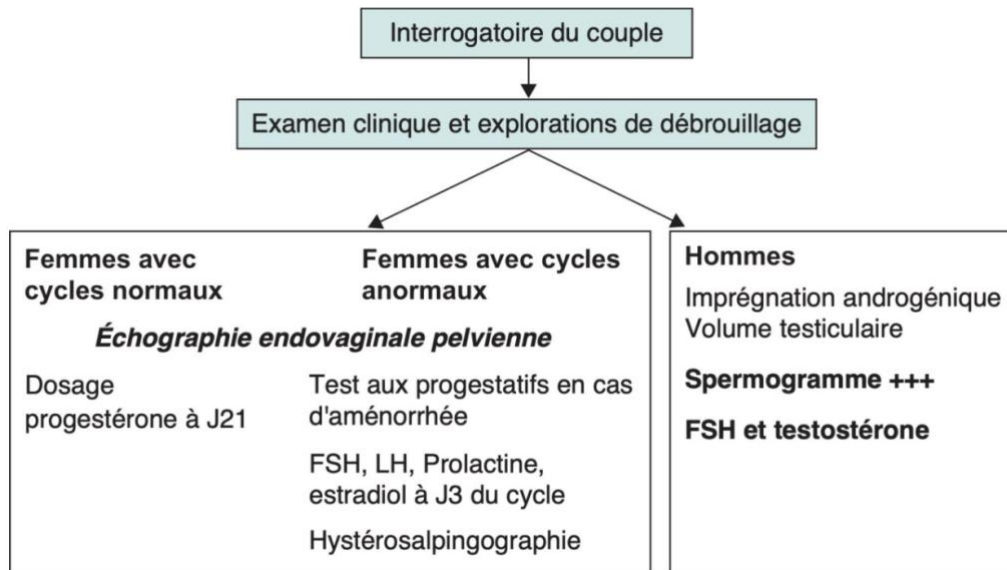 Interrogatoire du couple
Examen clinique et explorations de débrouillage
Femmes avec
cycles normaux
Femmes avec cycles
anormaux
Échographie endovaginale pelvienne
Dosage
progestérone à J21
Test aux progestatifs en cas
d'aménorrhée
FSH, LH, Prolactine,
estradiol à J3 du cycle
Hystérosalpingographie
Hommes
Imprégnation androgénique
Volume testiculaire
Spermogramme +++
FSH et testostérone